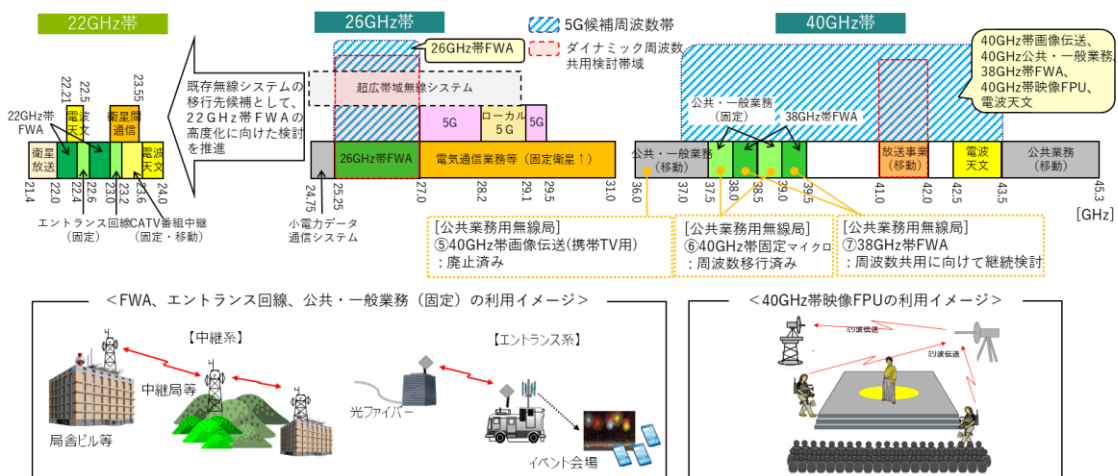 22GHz帯
26GHz帯
40GHz帯
5G候補周波数帯
ダイナミック周波数
共用検討帯域
26GHz帯FWA
40GHz帯画像伝送、
40GHz帯公共・一般業務、
38GHz帯FWA、
40GHz帯映像FPU、
電波天文
既存無線システムの
移行先候補として、
22GHz帯FWAの
高度化に向けた検討
を推進
22GHz帯
FWA
22.21
22.5
23.55
電波
天文
衛星間
通信
衛星
放送
電波
天文
21.4
22.0
22.4
22.6
23.0
23.2
23.6
24.0
エントランス回線
(固定)
CATV番組中継
(固定・移動)
超広帯域無線システム
5G
ローカル
5G
5G
26GHz帯FWA
電気通信業務等(固定衛星↑)
24.75
25.25
27.0
28.2
29.1
29.5
31.0
小電力データ
通信システム
公共・一般業務
(固定)
38GHz帯FWA
公共・一般業務
(移動)
放送事業
(移動)
電波
天文
公共業務
(移動)
36.0
37.0
37.5
38.0
38.5
39.0
39.5
41.0
42.0
42.5
43.5
45.3
[GHz]
[公共業務用無線局]
⑤40GHz帯画像伝送(携帯TV用)
:廃止済み
[公共業務用無線局]
⑥40GHz帯固定マイクロ
:周波数移行済み
[公共業務用無線局]
⑦38GHz帯FWA
:周波数共用に向けて継続検討
<FWA、エントランス回線、公共・一般業務(固定)の利用イメージ>
【中継系】
中継局等
局舎ビル等
【エントランス系】
光ファイバー
イベント会場
<40GHz帯映像FPUの利用イメージ>
ミリ波伝送
ミリ波伝送